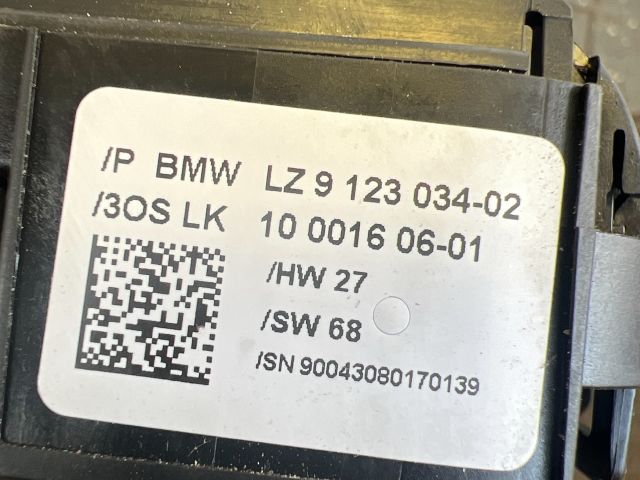 /P BMW LZ 9 123 034-02
/3OS LK 10 0016 06-01
/HW 27
/SW 68
/SN 90043080170139